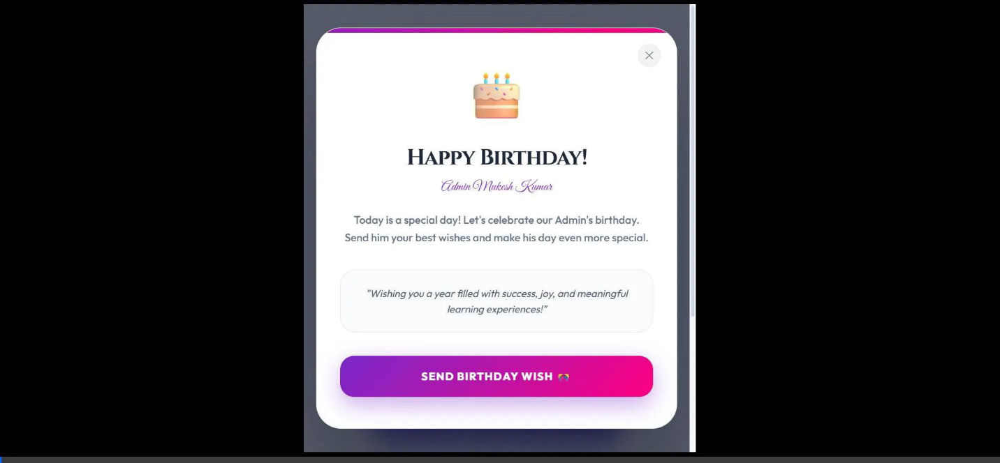 Happy Birthday!
Admin Mukesh Kumar
Today is a special day! Let's celebrate our Admin's birthday.
Send him your best wishes and make his day even more special.
"Wishing you a year filled with success, joy, and meaningful
learning experiences!"
SEND BIRTHDAY WISH